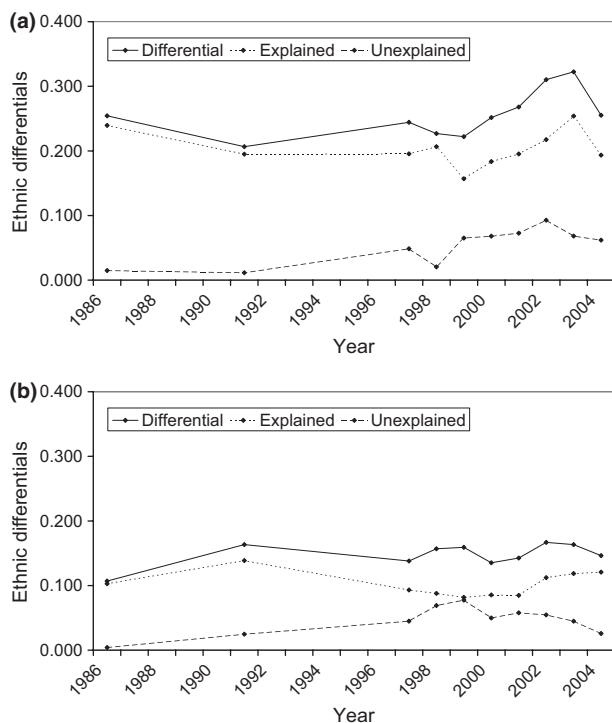 (a)
0.400
Differential Explained Unexplained
0.300
0.200
0.100
0.000
Ethnic differentials
1986 1988 1990 1992 1994 1996 1998 2000 2002 2004
Year
(b)
0.400
Differential Explained Unexplained
0.300
0.200
0.100
0.000
Ethnic differentials
1986 1988 1990 1992 1994 1996 1998 2000 2002 2004
Year